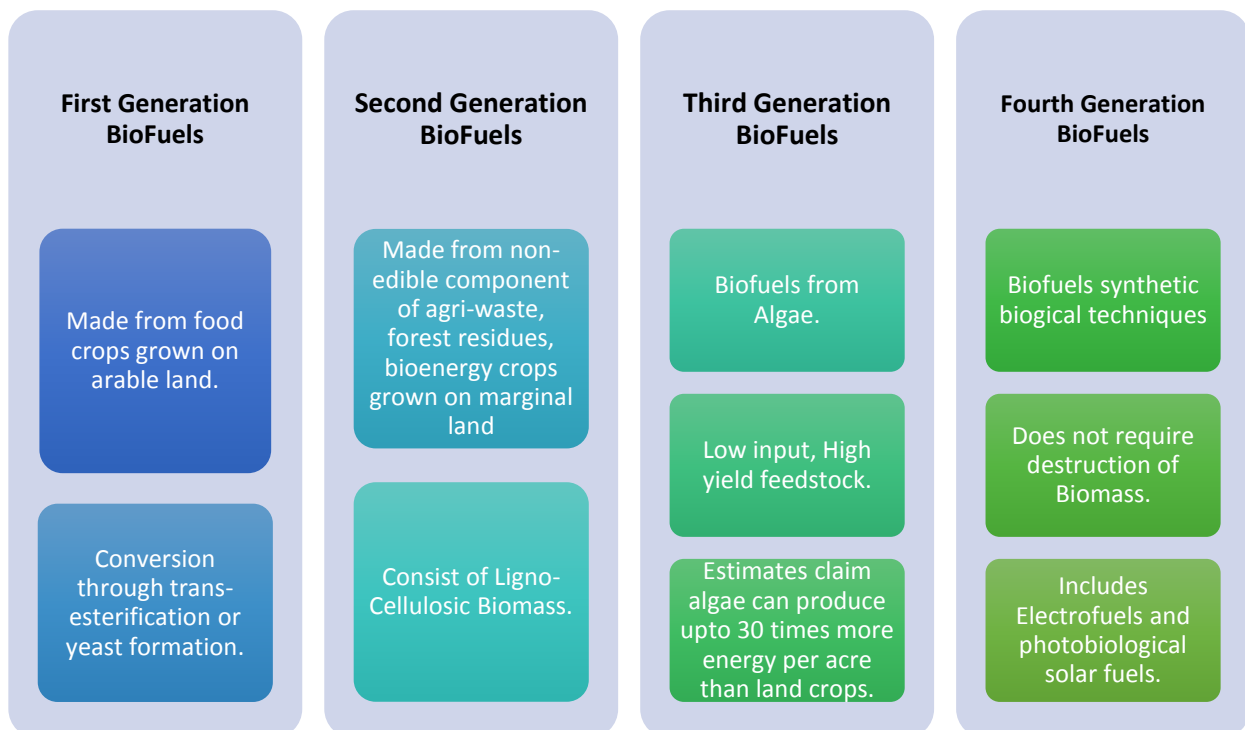 First Generation
BioFuels
Made from food
crops grown on
arable land.
Conversion
through trans-
esterification or
yeast formation.
Second Generation
BioFuels
Made from non-
edible component
of agri-waste,
forest residues,
bioenergy crops
grown on marginal
land
Consist of Ligno-
Cellulosic Biomass.
Third Generation
BioFuels
Biofuels from
Algae.
Low input, High
yield feedstock.
Estimates claim
algae can produce
upto 30 times more
energy per acre
than land crops.
Fourth Generation
BioFuels
Biofuels synthetic
biogical techniques
Does not require
destruction of
Biomass.
Includes
Electrofuels and
photobiological
solar fuels.